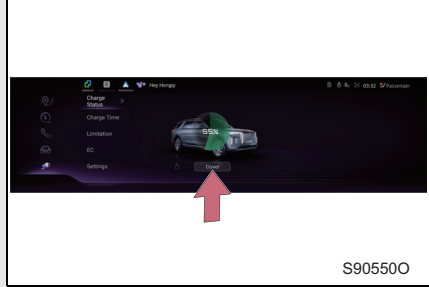 Hey Hongqi
03:32 Passenger
Charge
Status
Charge Time
55%
Limitation
EC
Settings
Cover
S90550O